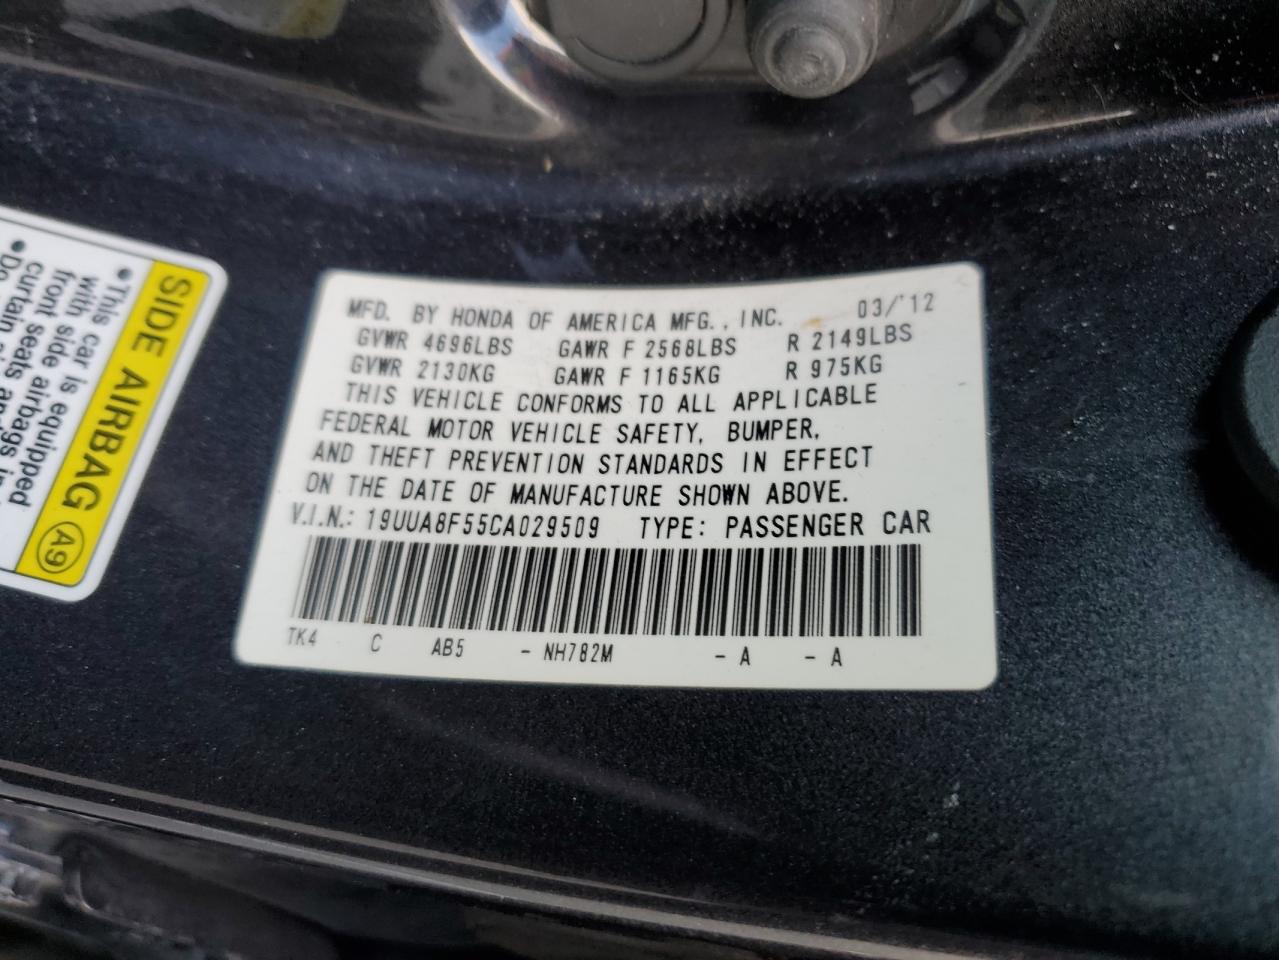 MFD. BY HONDA OF AMERICA MFG., INC. 03/'12
GVWR 4696LBS GAWR F 2568LBS R 2149LBS
GVWR 2130KG GAWR F 1165KG R 975KG
THIS VEHICLE CONFORMS TO ALL APPLICABLE
FEDERAL MOTOR VEHICLE SAFETY, BUMPER,
AND THEFT PREVENTION STANDARDS IN EFFECT
ON THE DATE OF MANUFACTURE SHOWN ABOVE.
V.I.N.: 19UUA8F55CA029509 TYPE: PASSENGER CAR
TK4 C AB5 - NH782M - A - A
SIDE AIRBAG A9
•This car is equipped
with side airbags in
front seats and
curtain
•Do